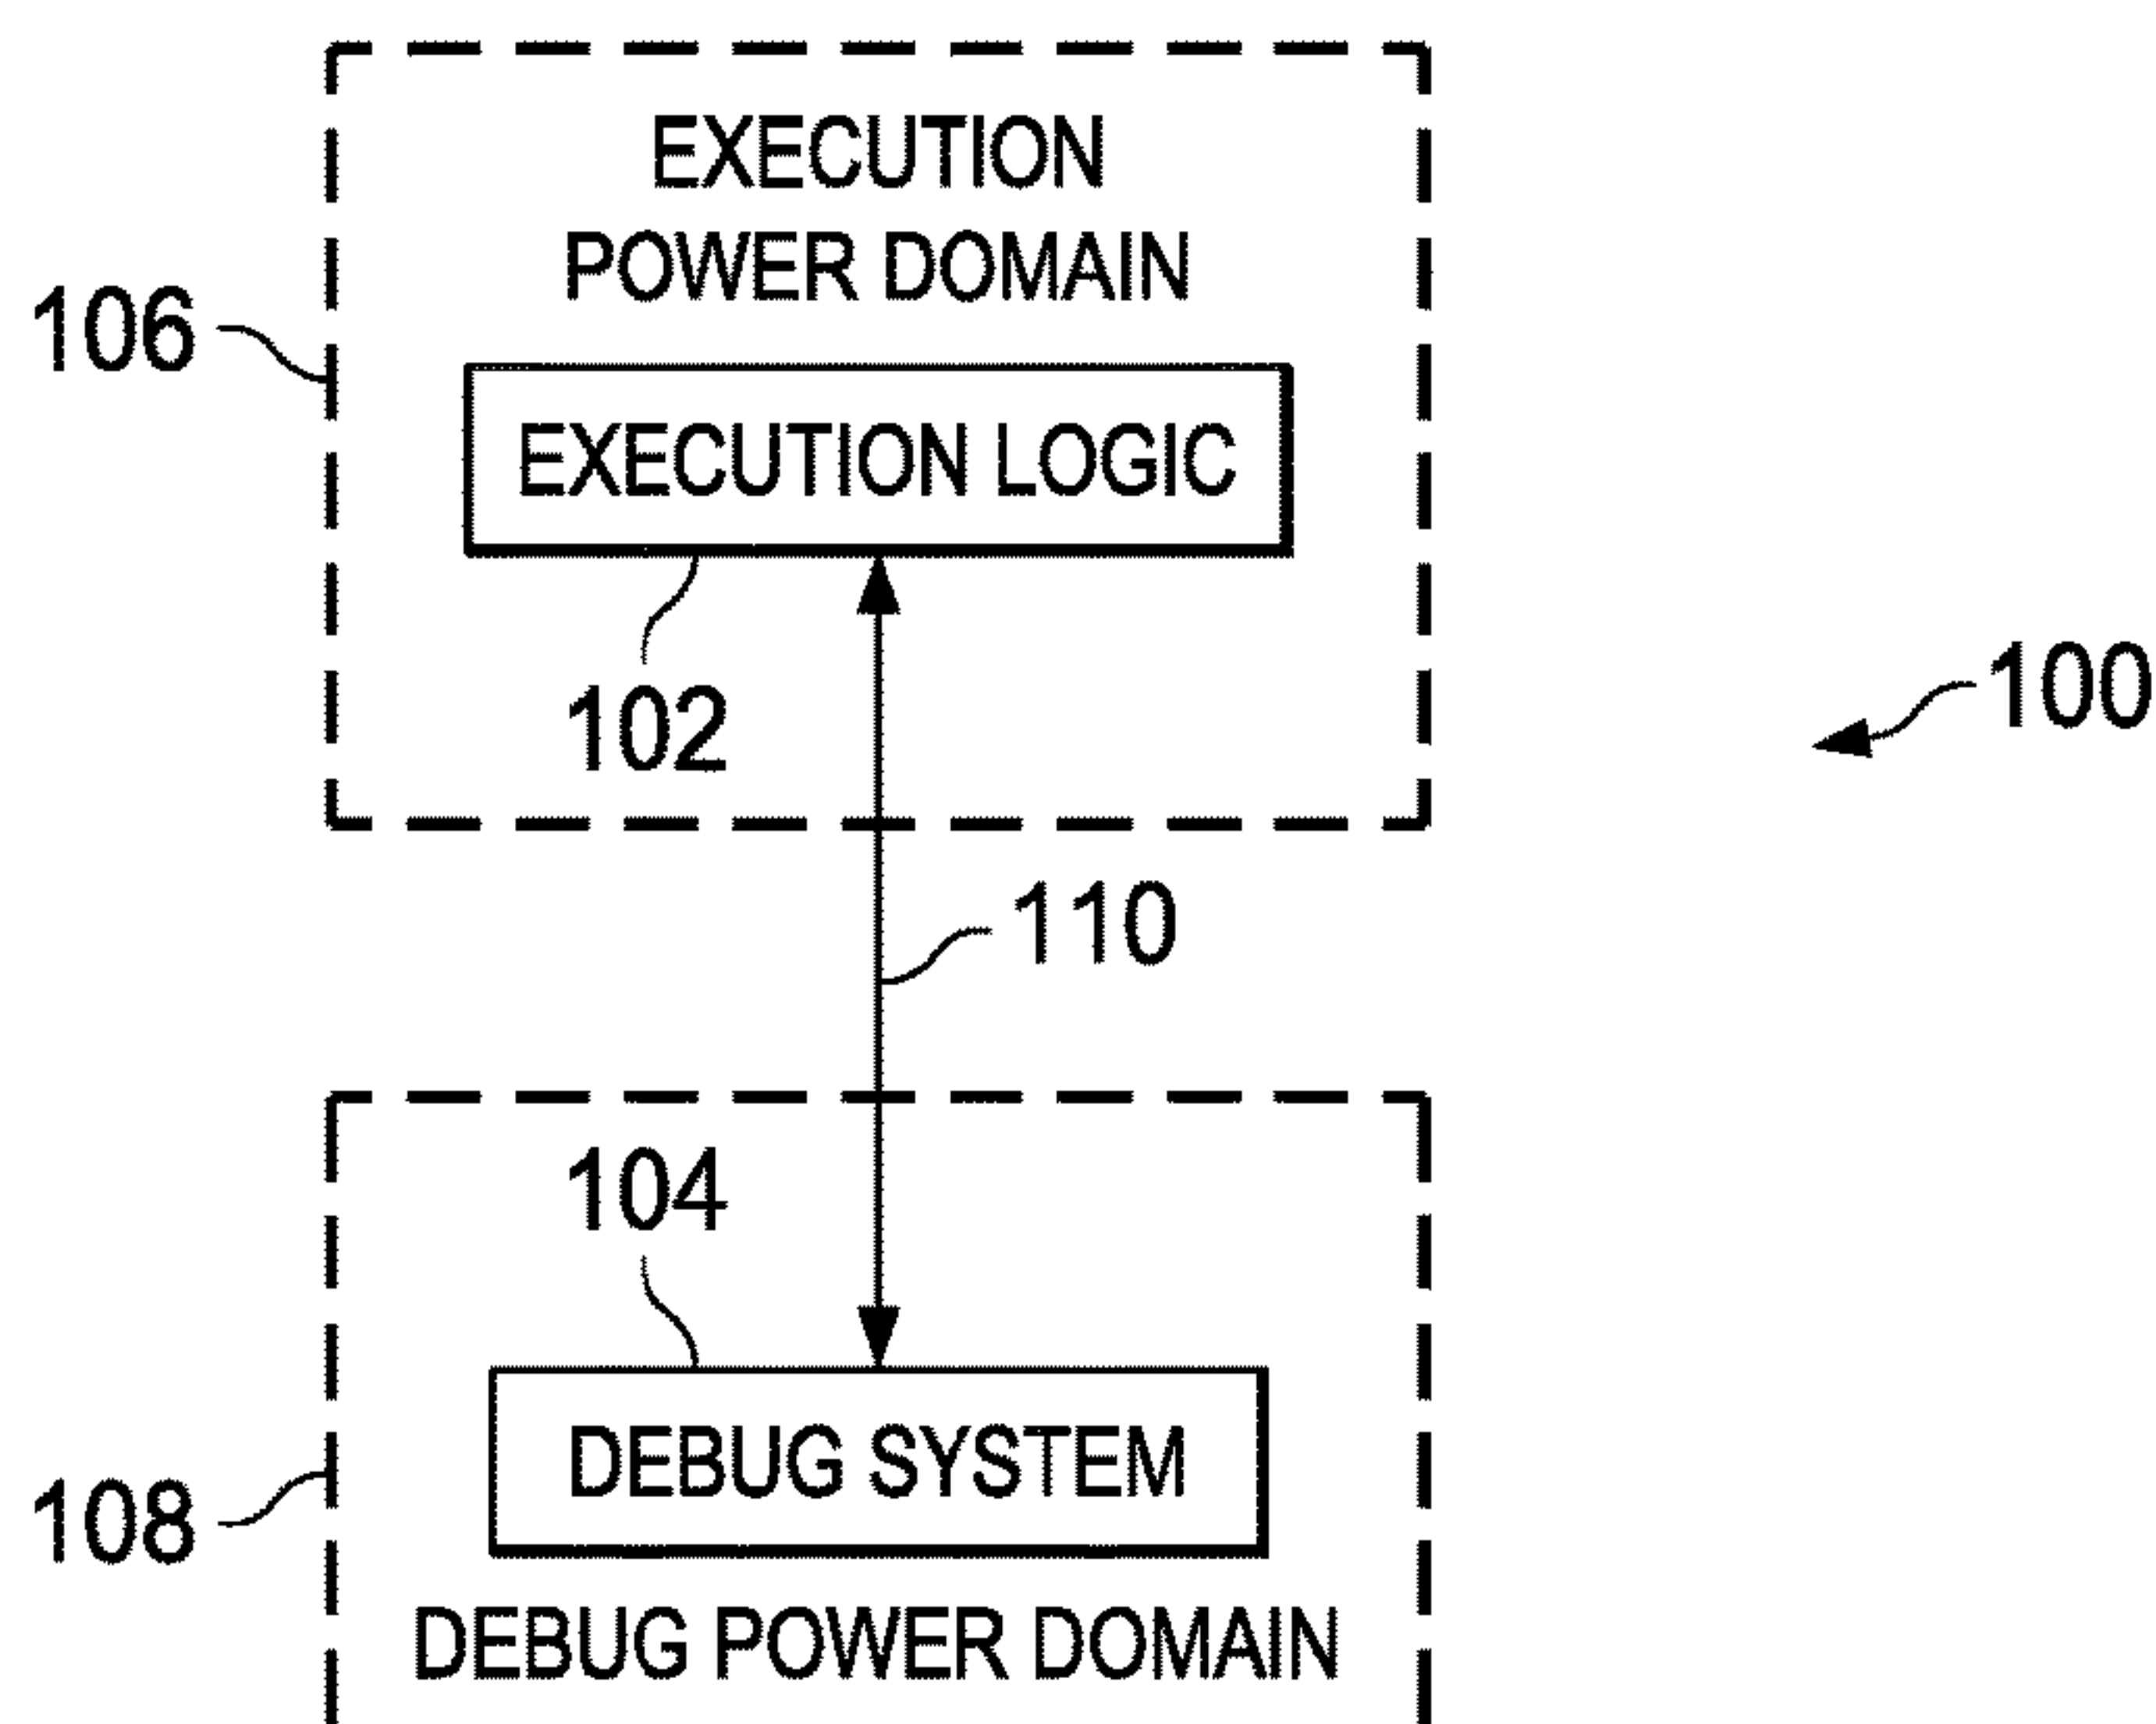 EXECUTION
POWER DOMAIN
106
EXECUTION LOGIC
102
100
110
104
DEBUG SYSTEM
108
DEBUG POWER DOMAIN